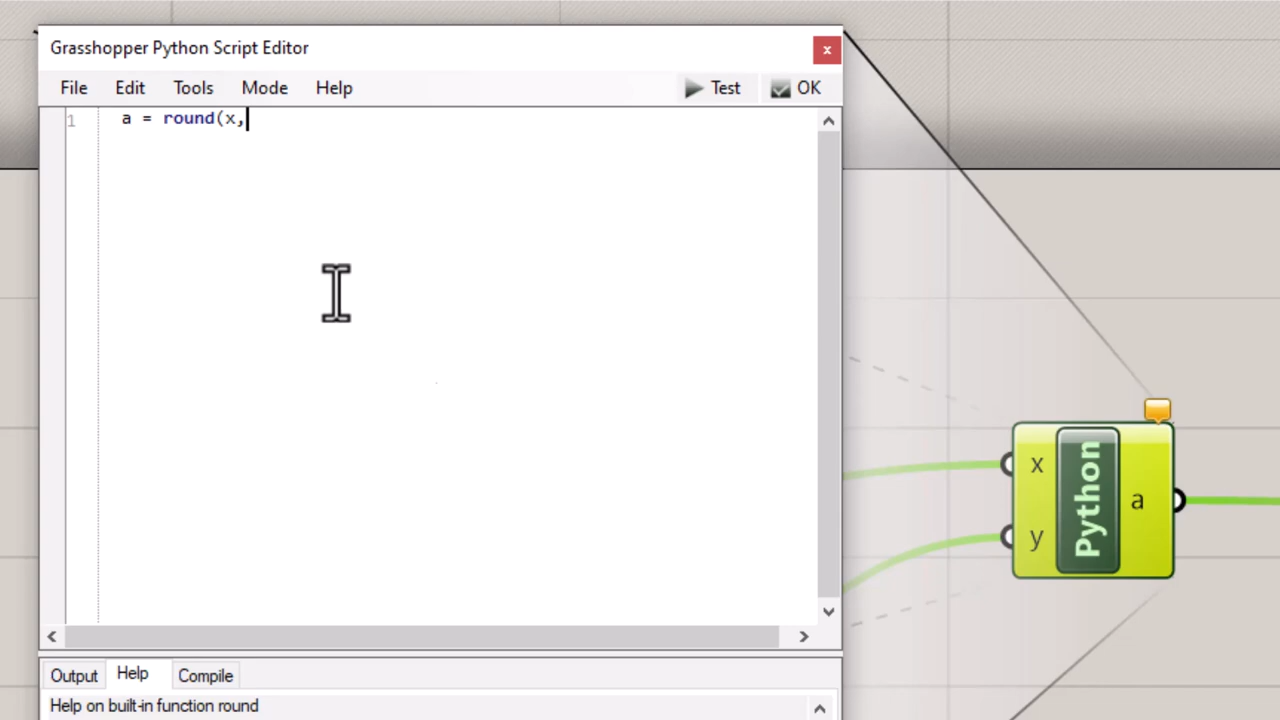 Grasshopper Python Script Editor
x
File Edit Tools Mode Help Test OK
1 a = round(x,
x
Python
a
y
Output Help Compile
Help on built-in function round